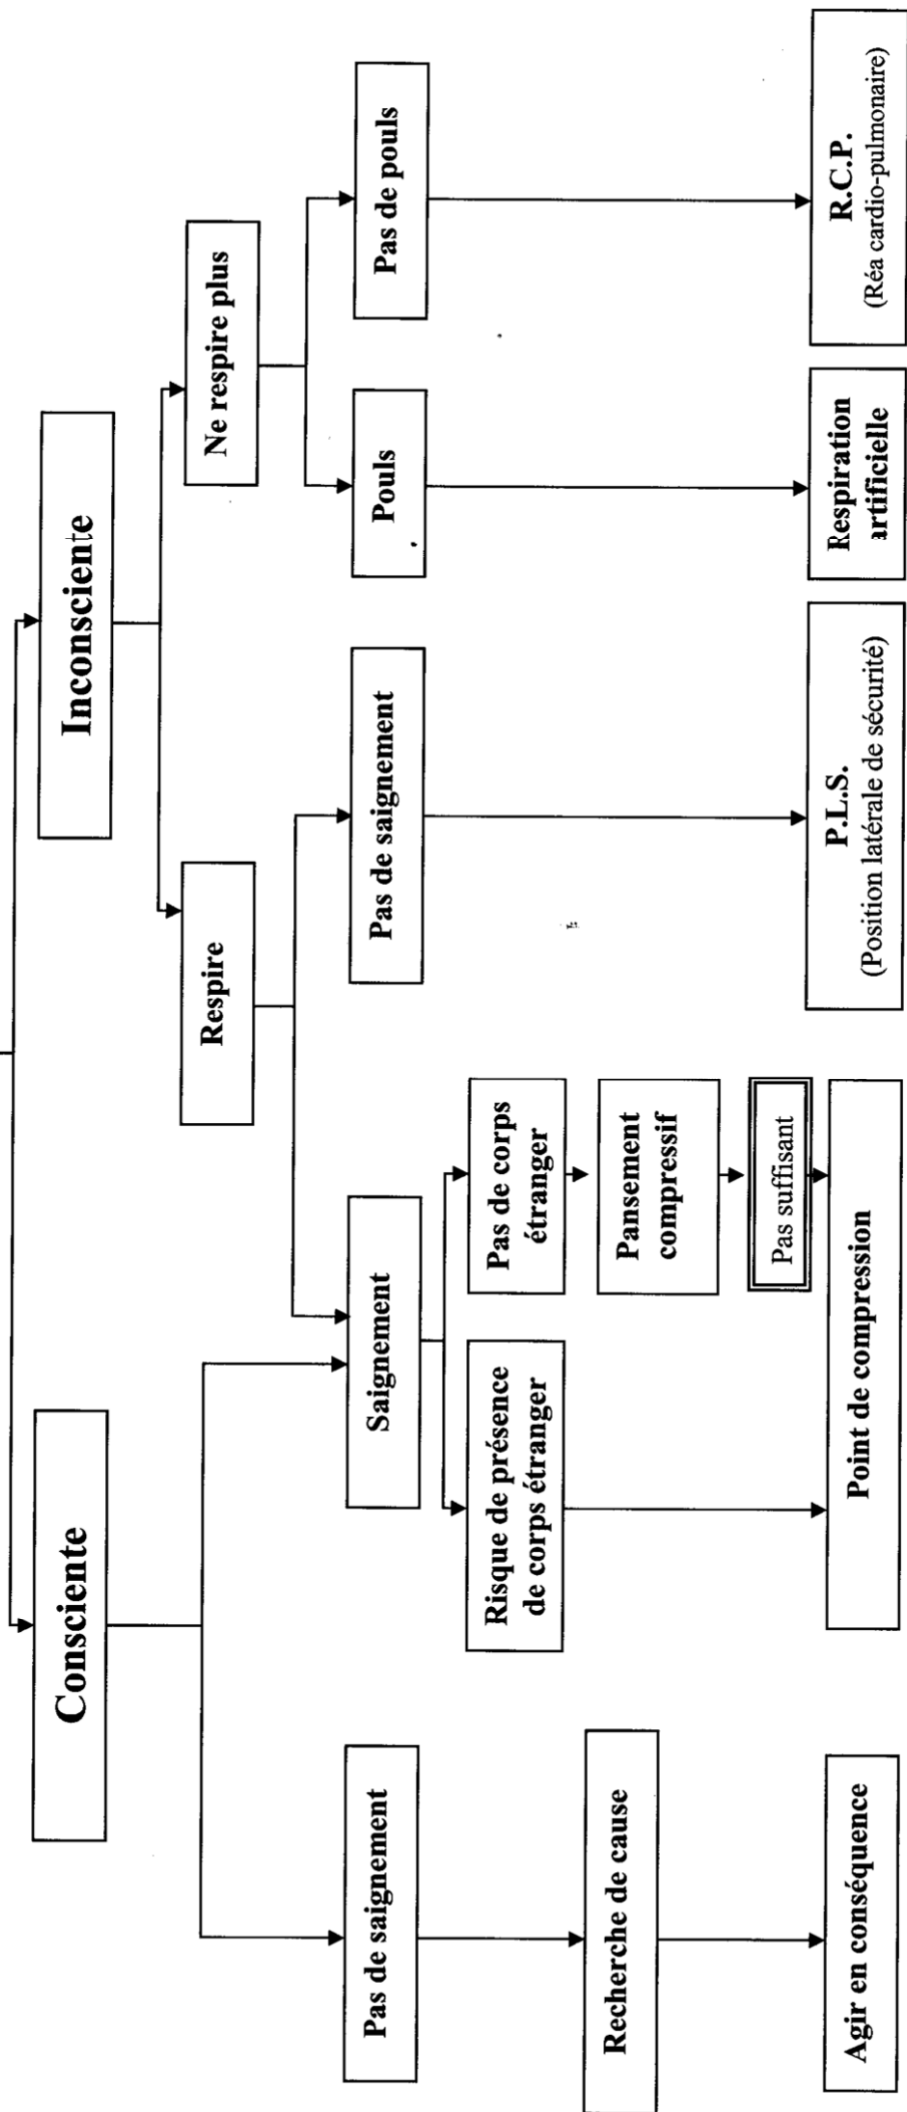 Consciente
Inconsciente
Respire
Ne respire plus
Pas de saignement
Saignement
Pas de saignement
Pouls
Pas de pouls
Risque de présence
de corps étranger
Pas de corps
étranger
Recherche de cause
Pansement
compressif
Pas suffisant
Agir en conséquence
Point de compression
P.L.S.
(Position latérale de sécurité)
Respiration
artificielle
R.C.P.
(Réa cardio-pulmonaire)